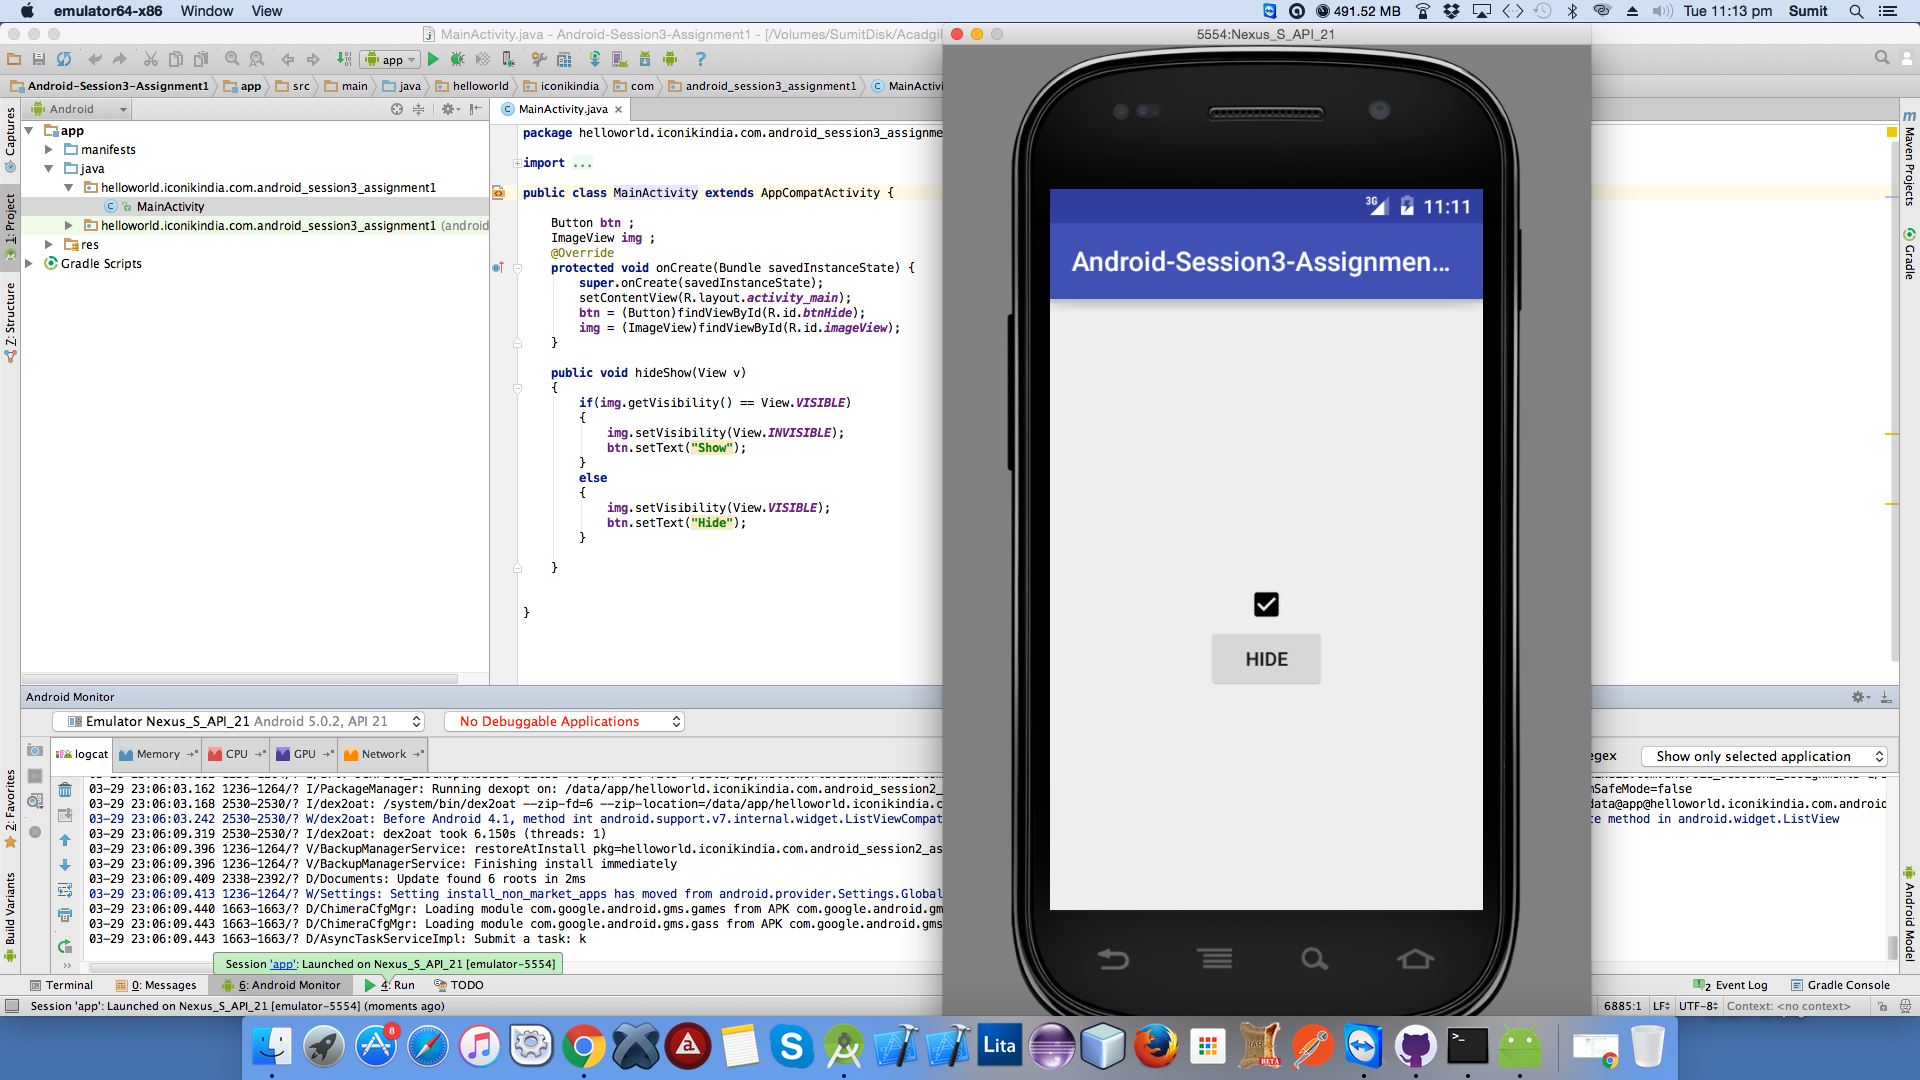 emulator64-x86 Window View
491.52 MB
Tue 11:13 pm Sumit
MainActivity.java - Android-Session3-Assignment1 - [/Volumes/SumitDisk/Acadgil
5554:Nexus_S_API_21
app
Android-Session3-Assignment1 app src main java helloworld iconikindia com android_session3_assignment1 MainActivi
Android
MainActivity.java
Captures
1: Project
Z: Structure
2: Favorites
Build Variants
app
manifests
java
helloworld.iconikindia.com.android_session3_assignment1
MainActivity
helloworld.iconikindia.com.android_session3_assignment1 (android
res
Gradle Scripts
package helloworld.iconikindia.com.android_session3_assignme
import ...
public class MainActivity extends AppCompatActivity {
Button btn ;
ImageView img ;
@Override
protected void onCreate(Bundle savedInstanceState) {
super.onCreate(savedInstanceState);
setContentView(R.layout.activity_main);
btn = (Button)findViewById(R.id.btnHide);
img = (ImageView)findViewById(R.id.imageView);
}
public void hideShow(View v)
{
if(img.getVisibility() == View.VISIBLE)
{
img.setVisibility(View.INVISIBLE);
btn.setText("Show");
}
else
{
img.setVisibility(View.VISIBLE);
btn.setText("Hide");
}
}
}
3G 11:11
Android-Session3-Assignmen...
HIDE
m Maven Projects
Gradle
Android Model
Android Monitor
Emulator Nexus_S_API_21 Android 5.0.2, API 21
No Debuggable Applications
logcat Memory CPU GPU Network
egex Show only selected application
03-29 23:06:03.162 1236-1264/? I/PackageManager: Running dexopt on: /data/app/helloworld.iconikindia.com.android_session2_ mSafeMode=false
03-29 23:06:03.168 2530-2530/? I/dex2oat: /system/bin/dex2oat --zip-fd=6 --zip-location=/data/app/helloworld.iconikindia.c data@app@helloworld.iconikindia.com.android
03-29 23:06:03.242 2530-2530/? W/dex2oat: Before Android 4.1, method int android.support.v7.internal.widget.ListViewCompat te method in android.widget.ListView
03-29 23:06:09.319 2530-2530/? I/dex2oat: dex2oat took 6.150s (threads: 1)
03-29 23:06:09.396 1236-1264/? V/BackupManagerService: restoreAtInstall pkg=helloworld.iconikindia.com.android_session2_as
03-29 23:06:09.396 1236-1264/? V/BackupManagerService: Finishing install immediately
03-29 23:06:09.409 2338-2392/? D/Documents: Update found 6 roots in 2ms
03-29 23:06:09.413 1236-1264/? W/Settings: Setting install_non_market_apps has moved from android.provider.Settings.Global
03-29 23:06:09.440 1663-1663/? D/ChimeraCfgMgr: Loading module com.google.android.gms.games from APK com.google.android.gm
03-29 23:06:09.443 1663-1663/? D/ChimeraCfgMgr: Loading module com.google.android.gms.gass from APK com.google.android.gms
03-29 23:06:09.443 1663-1663/? D/AsyncTaskServiceImpl: Submit a task: k
Session 'app': Launched on Nexus_S_API_21 [emulator-5554]
Terminal 0: Messages 6: Android Monitor 4: Run TODO
2 Event Log Gradle Console
Session 'app': Launched on Nexus_S_API_21 [emulator-5554] (moments ago)
6885:1 LF UTF-8 Context: <no context>
8
Lita
RAR
BETA